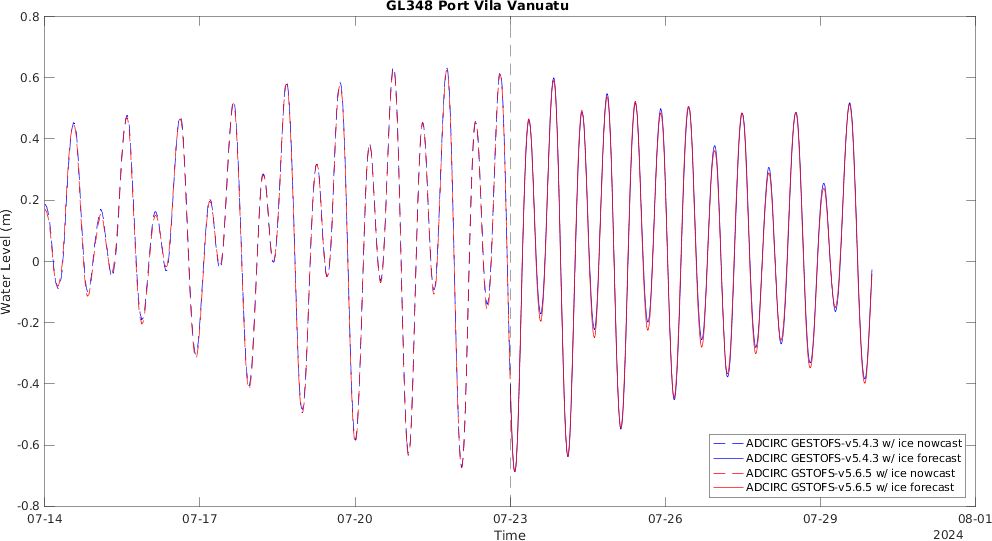 GL348 Port Vila Vanuatu
0.8
0.6
0.4
0.2
0
-0.2
-0.4
-0.6
-0.8
Water Level (m)
ADCIRC GESTOFS-v5.4.3 w/ ice nowcast
ADCIRC GESTOFS-v5.4.3 w/ ice forecast
ADCIRC GSTOFS-v5.6.5 w/ ice nowcast
ADCIRC GSTOFS-v5.6.5 w/ ice forecast
07-14 07-17 07-20 07-23 07-26 07-29 08-01
Time
2024